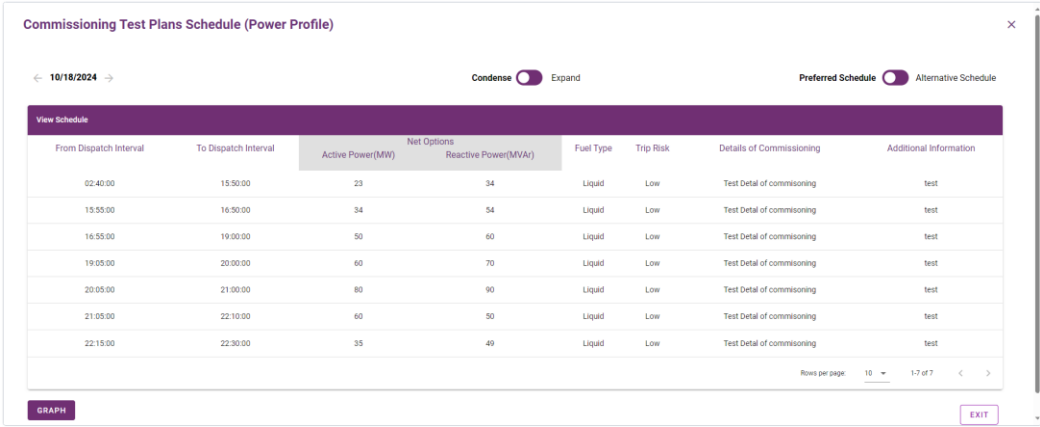 Commissioning Test Plans Schedule (Power Profile)
10/18/2024
Condense Expand
Preferred Schedule Alternative Schedule
View Schedule
From Dispatch Interval To Dispatch Interval Net Options Active Power(MW) Reactive Power(MVAr) Fuel Type Trip Risk Details of Commissioning Additional Information
02:40:00 15:50:00 23 34 Liquid Low Test Detal of commisoning test
15:55:00 16:50:00 34 54 Liquid Low Test Detal of commisoning test
16:55:00 19:00:00 50 60 Liquid Low Test Detal of commisoning test
19:05:00 20:00:00 60 70 Liquid Low Test Detal of commisoning test
20:05:00 21:00:00 80 90 Liquid Low Test Detal of commisoning test
21:05:00 22:10:00 60 50 Liquid Low Test Detal of commisoning test
22:15:00 22:30:00 35 49 Liquid Low Test Detal of commisoning test
Rows per page: 10 1-7 of 7
GRAPH
EXIT